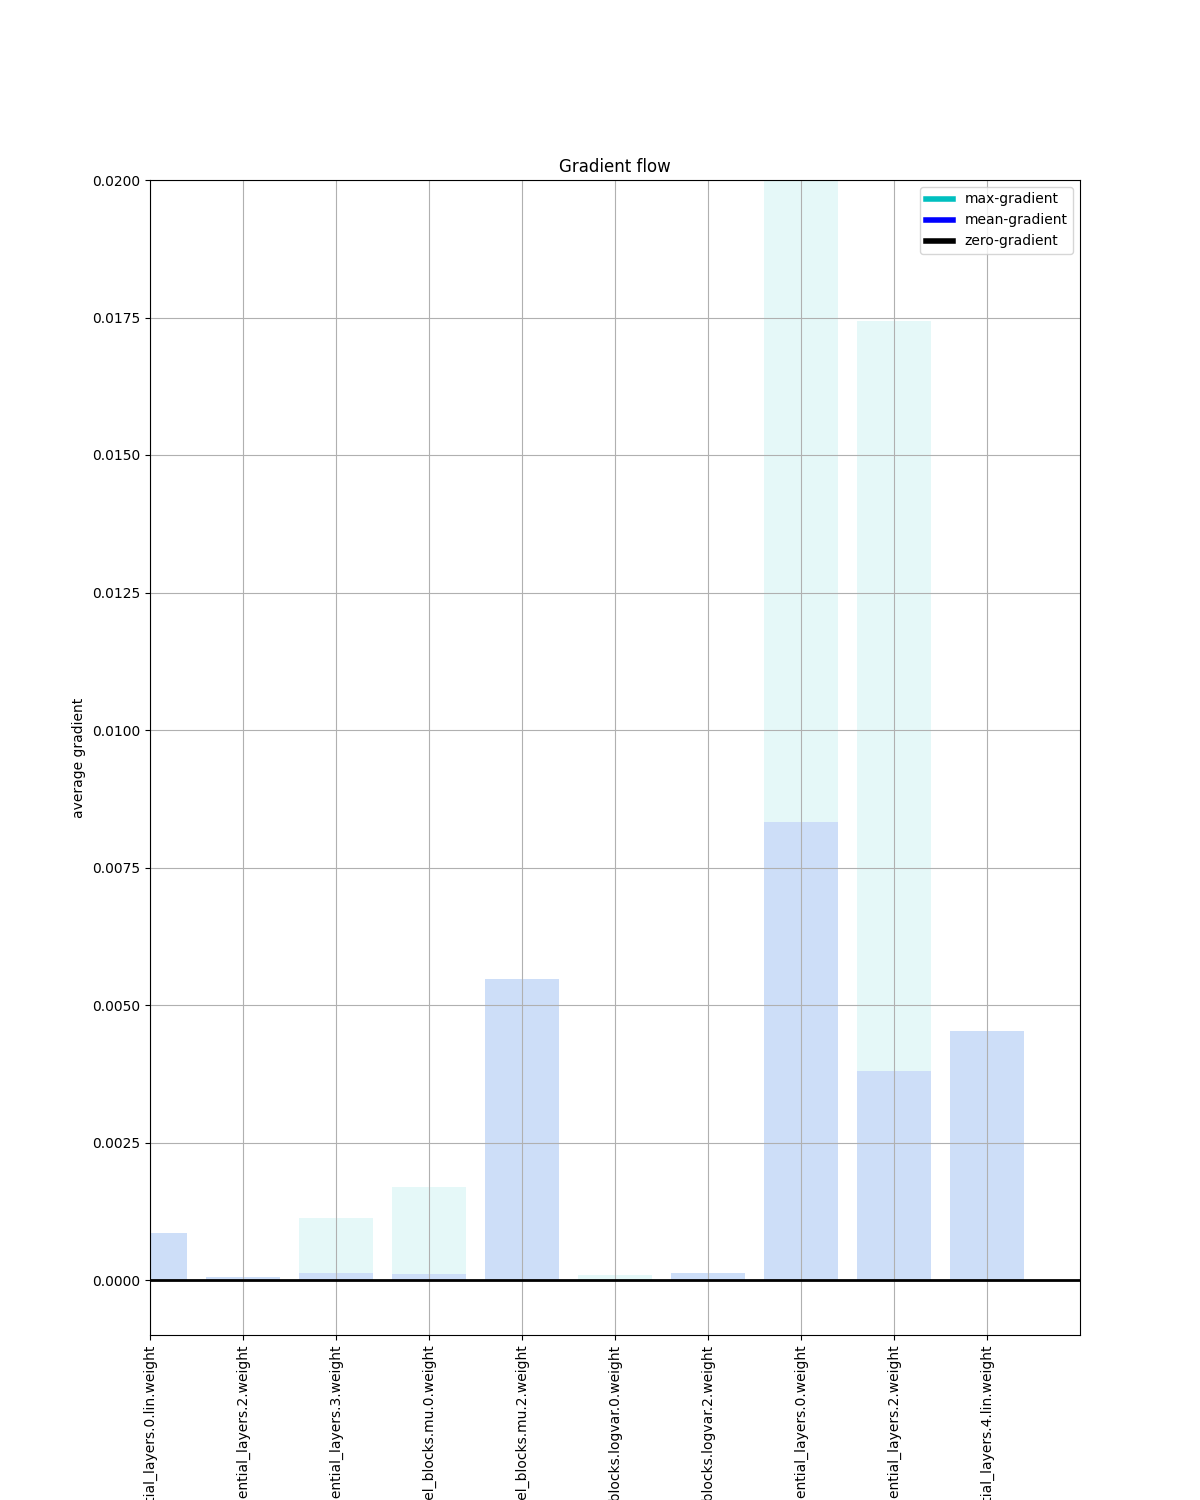 Gradient flow
max-gradient
mean-gradient
zero-gradient
0.0200
0.0175
0.0150
0.0125
0.0100
0.0075
0.0050
0.0025
0.0000
average gradient
tial_layers.0.lin.weight
ential_layers.2.weight
ential_layers.3.weight
el_blocks.mu.0.weight
el_blocks.mu.2.weight
blocks.logvar.0.weight
blocks.logvar.2.weight
ential_layers.0.weight
ential_layers.2.weight
tial_layers.4.lin.weight